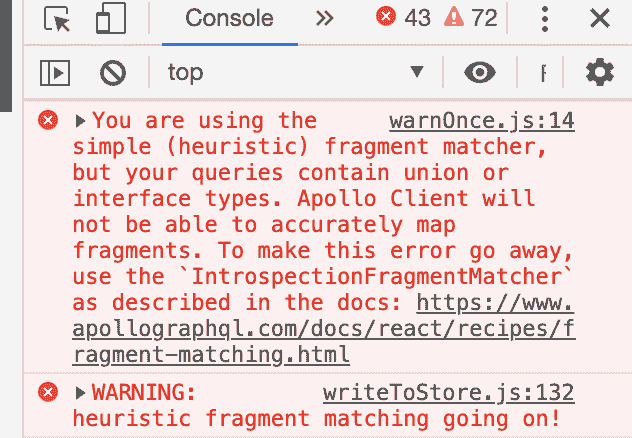 Console 43 72
top F
You are using the warnOnce.js:14
simple (heuristic) fragment matcher,
but your queries contain union or
interface types. Apollo Client will
not be able to accurately map
fragments. To make this error go away,
use the `IntrospectionFragmentMatcher`
as described in the docs: https://www.
apollographql.com/docs/react/recipes/f
ragment-matching.html
WARNING: writeToStore.js:132
heuristic fragment matching going on!